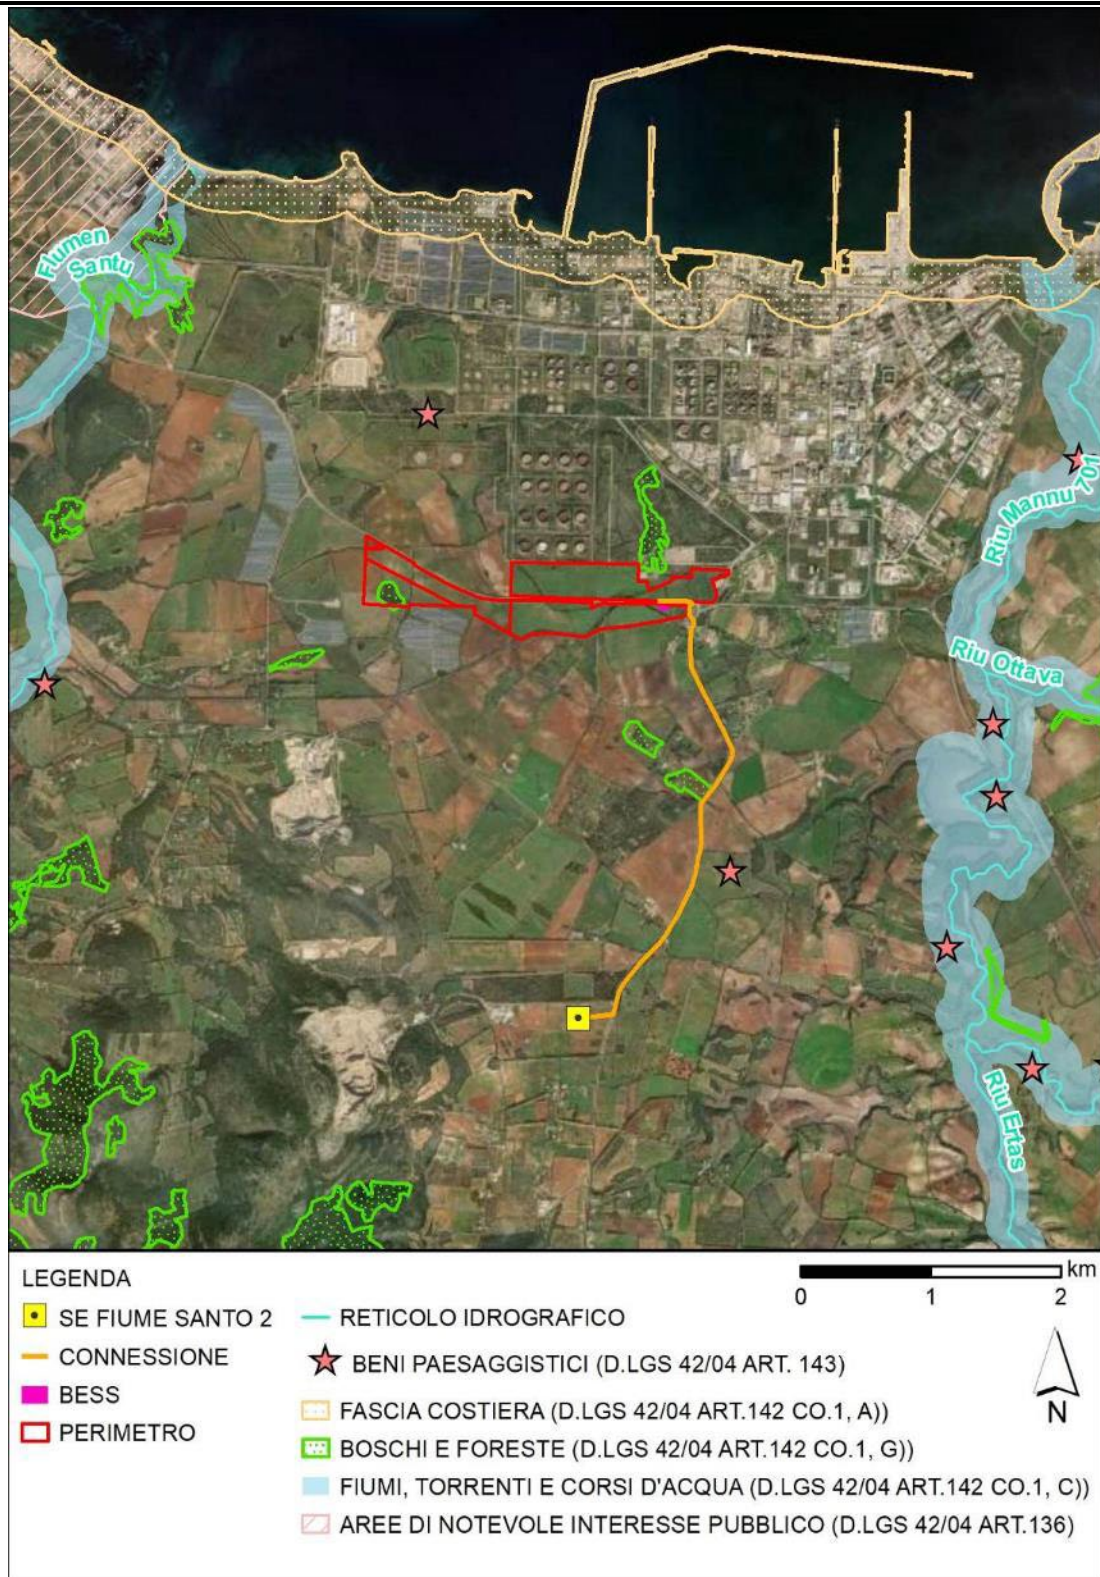 Flumen
Santu
Riu Mannu 701
Riu Ottava
Riu Ertas
LEGENDA
SE FIUME SANTO 2
CONNESSIONE
BESS
PERIMETRO
RETICOLO IDROGRAFICO
BENI PAESAGGISTICI (D.LGS 42/04 ART. 143)
FASCIA COSTIERA (D.LGS 42/04 ART.142 CO.1, A))
BOSCHI E FORESTE (D.LGS 42/04 ART.142 CO.1, G))
FIUMI, TORRENTI E CORSI D'ACQUA (D.LGS 42/04 ART.142 CO.1, C))
AREE DI NOTEVOLE INTERESSE PUBBLICO (D.LGS 42/04 ART.136)
km
0 1 2
N